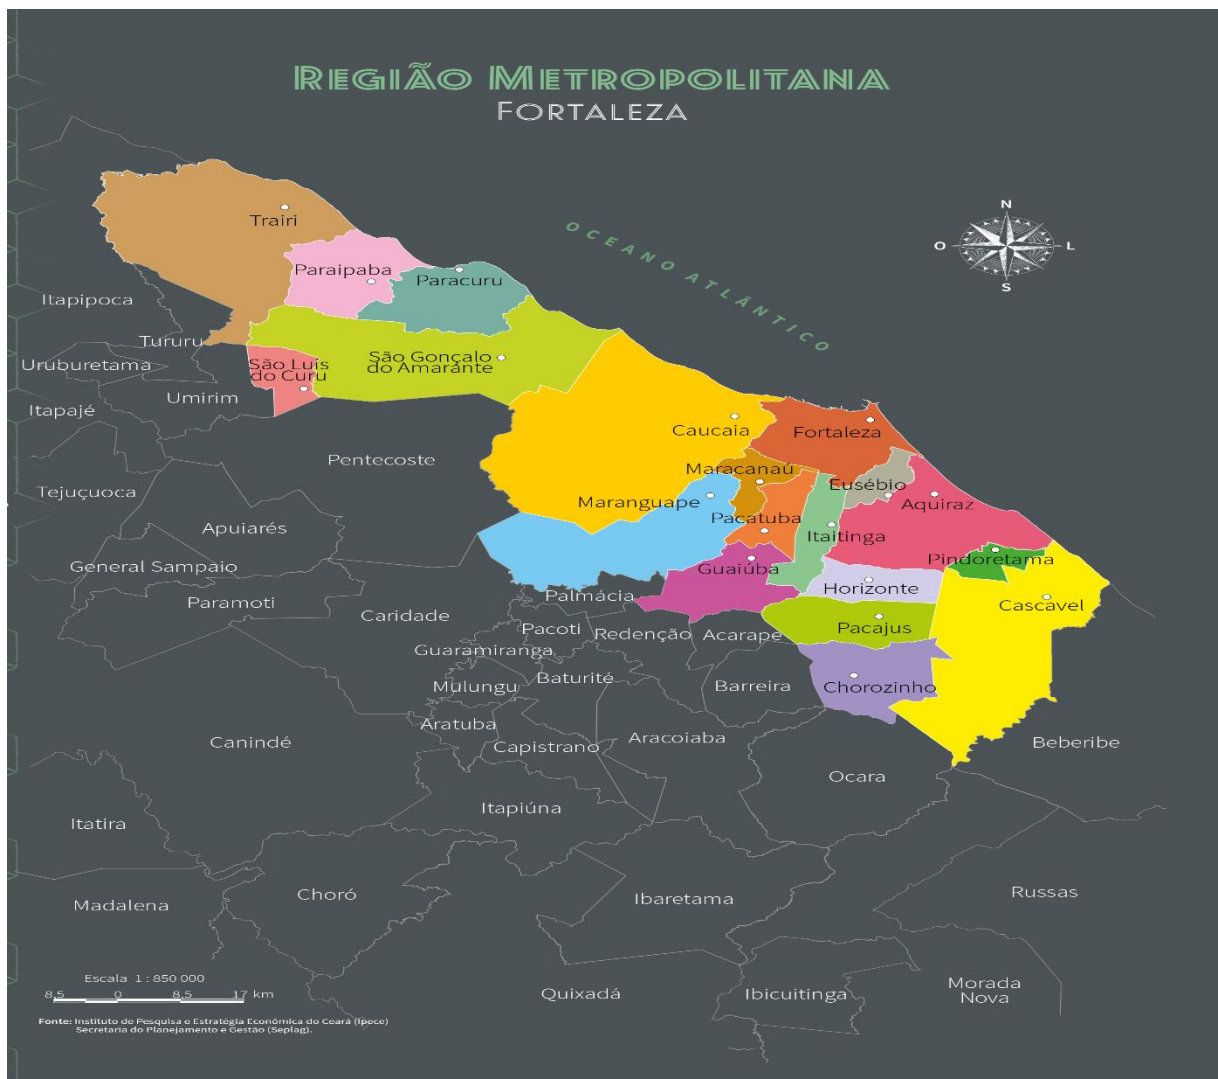 REGIÃO METROPOLITANA
FORTALEZA
N
O
L
S
OCEANO ATLÂNTICO
Trairi
Paraipaba
Paracuru
Itapipoca
Tururu
Uruburetama
São Luís
do Curu
São Gonçalo
do Amarante
Umirim
Itapajé
Caucaia
Fortaleza
Pentecoste
Maracanaú
Eusébio
Tejuçuoca
Maranguape
Aquiraz
Pacatuba
Apuiarés
Itaitinga
General Sampaio
Guaiúba
Pindoretama
Horizonte
Palmácia
Paramoti
Caridade
Cascavel
Pacoti
Redenção
Acarape
Pacajus
Guaramiranga
Baturité
Mulungu
Barreira
Chorozinho
Aratuba
Canindé
Capistrano
Aracoiaba
Beberibe
Ocara
Itapiúna
Itatira
Choró
Ibaretama
Russas
Madalena
Escala 1 : 850 000
8,5 0 8,5 17 km
Quixadá
Ibicuitinga
Morada
Nova
Fonte: Instituto de Pesquisa e Estratégia Econômica do Ceará (Ipece)
Secretaria do Planejamento e Gestão (Seplag).